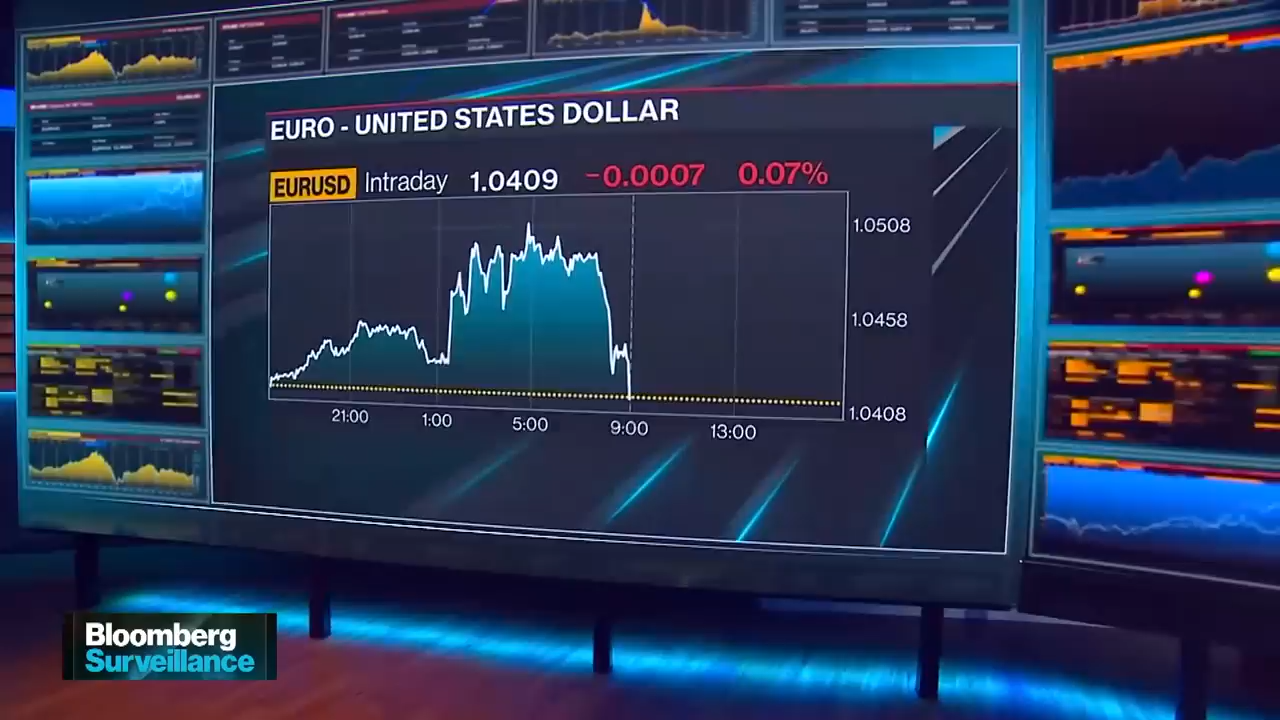 EURO - UNITED STATES DOLLAR
EURUSD Intraday 1.0409 -0.0007 0.07%
1.0508
1.0458
1.0408
21:00 1:00 5:00 9:00 13:00
Bloomberg
Surveillance